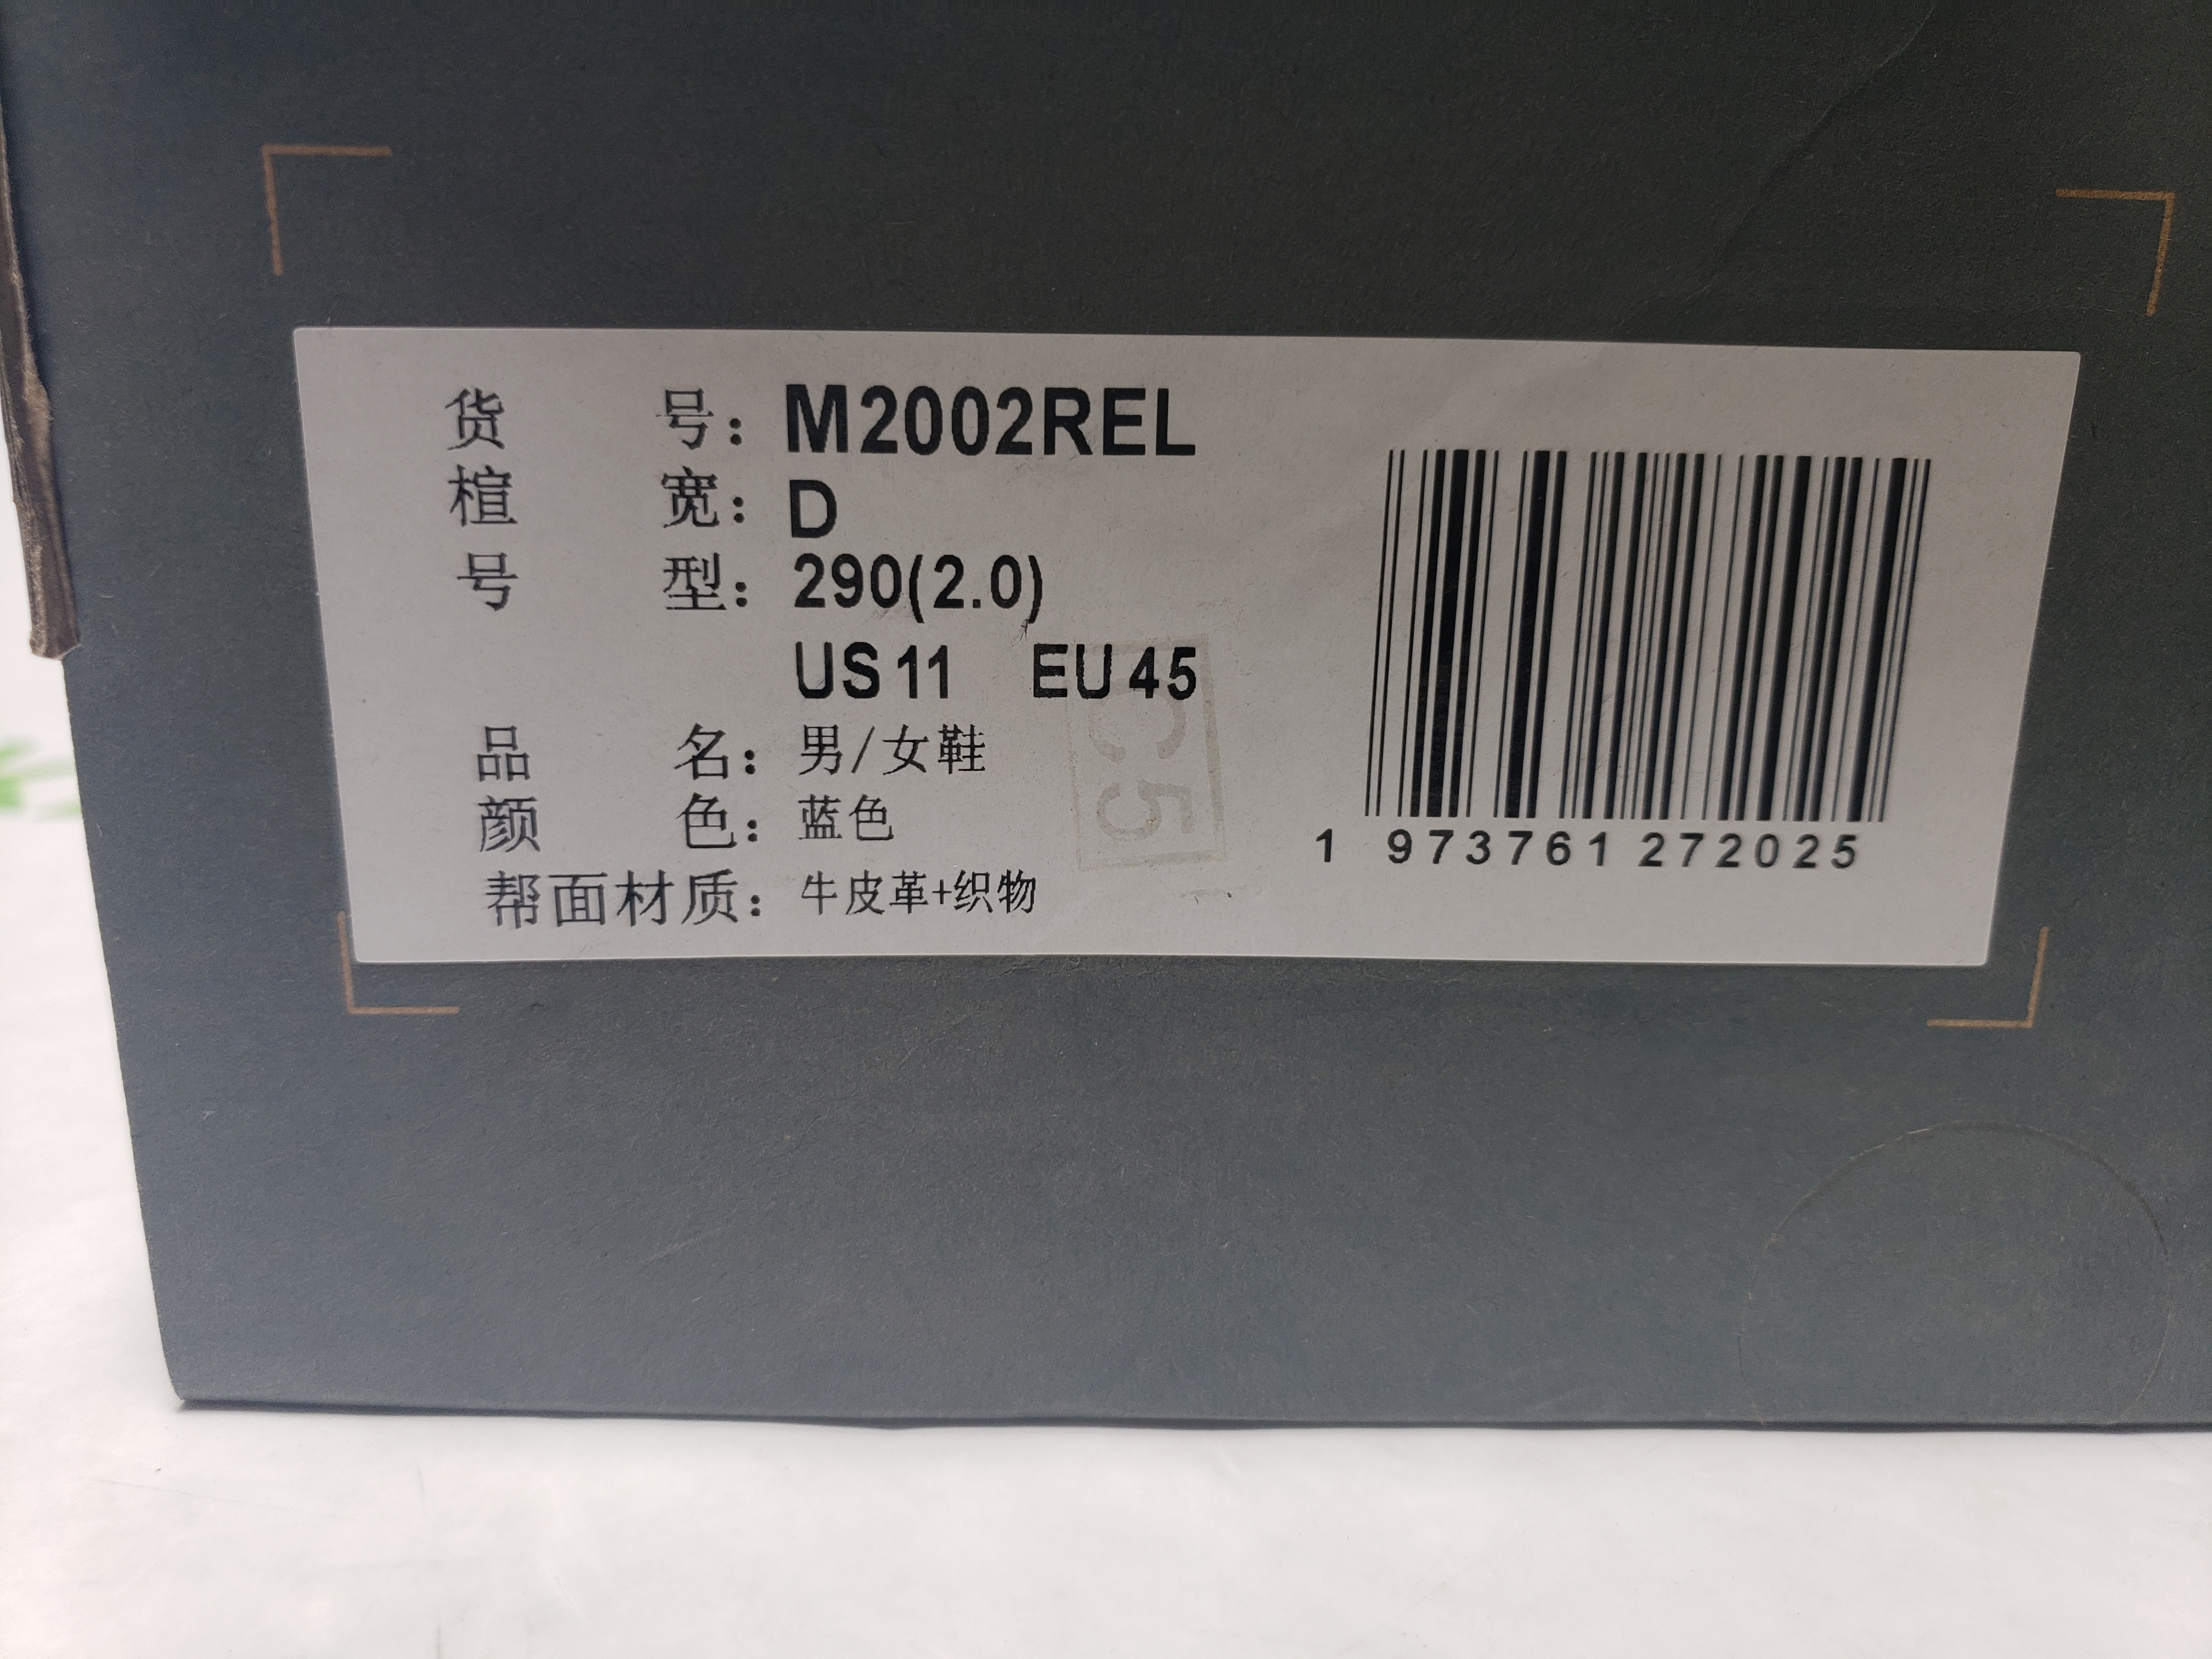 货 号：M2002REL
楦 宽：D
号 型：290(2.0)
US 11 EU 45
品 名：男/女鞋
颜 色：蓝色
帮面材质：牛皮革+织物
1 973761 272025
C5